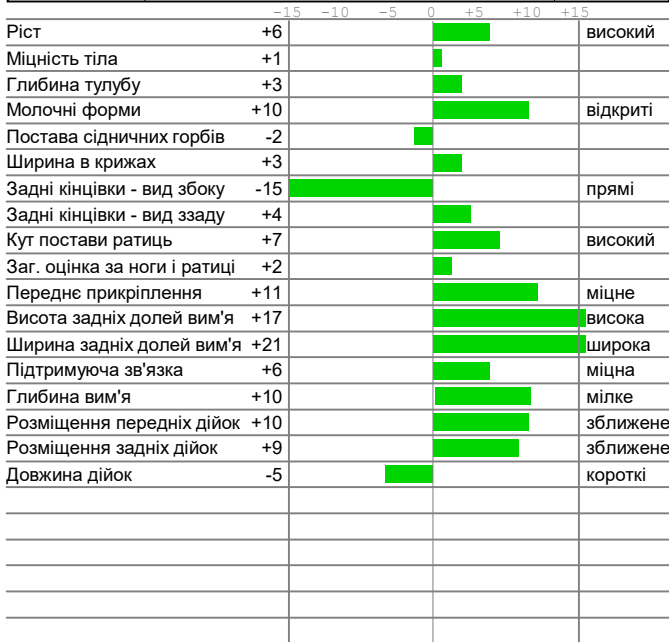 -15 -10 -5 0 +5 +10 +15
Ріст +6 високий
Міцність тіла +1
Глибина тулубу +3
Молочні форми +10 відкриті
Постава сідничних горбів -2
Ширина в крижах +3
Задні кінцівки - вид збоку -15 прямі
Задні кінцівки - вид ззаду +4
Кут постави ратиць +7 високий
Заг. оцінка за ноги і ратиці +2
Переднє прикріплення +11 міцне
Висота задніх долей вим'я +17 висока
Ширина задніх долей вим'я +21 широка
Підтримуюча зв'язка +6 міцна
Глибина вим'я +10 мілке
Розміщення передніх дійок +10 зближене
Розміщення задніх дійок +9 зближене
Довжина дійок -5 короткі